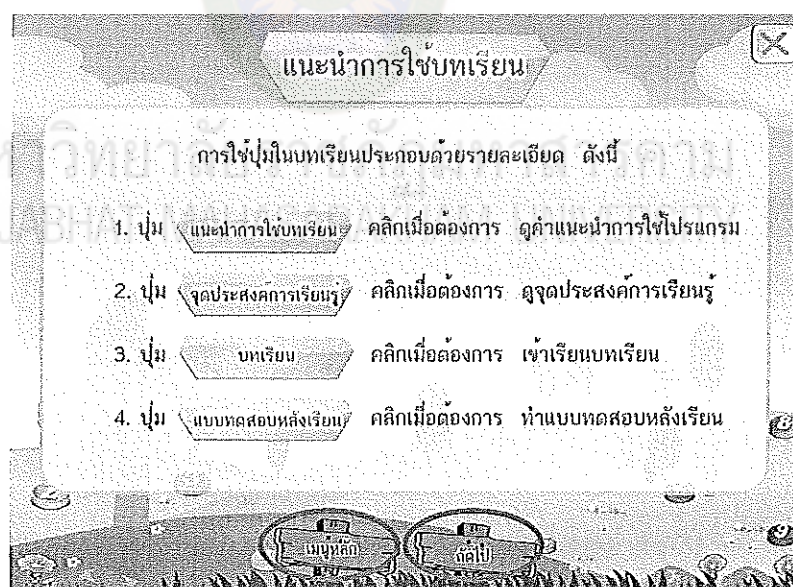 แนะนำการใช้บทเรียน
การใช้ปุ่มในบทเรียนประกอบด้วยรายละเอียด ดังนี้
1. ปุ่ม แนะนำการใช้บทเรียน คลิกเมื่อต้องการ ดูคำแนะนำการใช้โปรแกรม
2. ปุ่ม จุดประสงค์การเรียนรู้ คลิกเมื่อต้องการ ดูจุดประสงค์การเรียนรู้
3. ปุ่ม บทเรียน คลิกเมื่อต้องการ เข้าเรียนบทเรียน
4. ปุ่ม แบบทดสอบหลังเรียน คลิกเมื่อต้องการ ทำแบบทดสอบหลังเรียน
เมนูหลัก ถัดไป